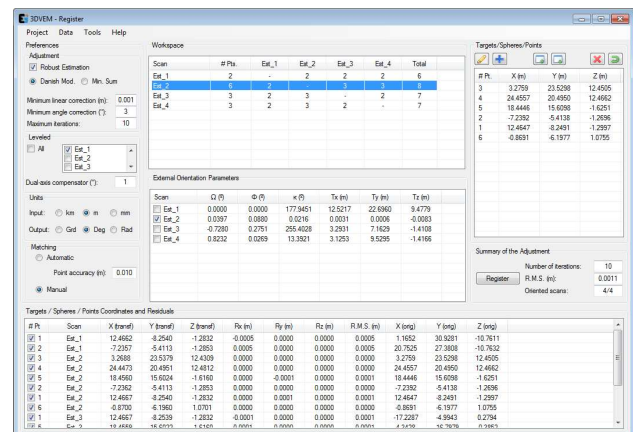 3DVEM - Register
Project Data Tools Help
Preferences
Adjustment
Robust Estimation
Danish Mod. Min. Sum
Minimum linear correction (m): 0.001
Minimum angle correction ("): 3
Maximum iterations: 10
Leveled
All Est_1
Est_2
Est_3
Dual-axis compensator ("): 1
Units
Input: km m mm
Output: Grd Deg Rad
Matching
Automatic
Point accuracy (m): 0.010
Manual
Workspace
Scan # Pts. Est_1 Est_2 Est_3 Est_4 Total
Est_1 2 - 2 2 2 6
Est_2 6 2 - 3 3 8
Est_3 3 2 3 - 2 7
Est_4 3 2 3 2 - 7
External Orientation Parameters
Scan Ω (º) Φ (º) κ (º) Tx (m) Ty (m) Tz (m)
Est_1 0.0000 0.0000 177.9451 12.5217 22.6960 9.4779
Est_2 0.0397 0.0880 0.0216 0.0031 0.0006 -0.0083
Est_3 -0.7280 0.2751 255.4028 3.2931 7.1629 -1.4108
Est_4 0.8232 0.0269 13.3921 3.1253 9.5295 -1.4166
Targets/Spheres/Points
# Pt. X (m) Y (m) Z (m)
3 3.2759 23.5298 12.4505
4 24.4557 20.4950 12.4662
5 18.4446 15.6098 -1.6251
2 -7.2392 -5.4138 -1.2696
1 12.4647 -8.2491 -1.2997
6 -0.8691 -6.1977 1.0755
Summary of the Adjustment
Number of iterations: 10
Register R.M.S. (m): 0.0011
Oriented scans: 4/4
Targets / Spheres / Points Coordinates and Residuals
# Pt Scan X (transf) Y (transf) Z (transf) Rx (m) Ry (m) Rz (m) R.M.S. (m) X (orig) Y (orig) Z (orig)
1 Est_1 12.4662 -8.2540 -1.2832 -0.0005 0.0000 0.0000 0.0005 1.1652 30.9281 -10.7611
2 Est_1 -7.2357 -5.4113 -1.2853 0.0005 0.0000 0.0000 0.0005 20.7525 27.3808 -10.7632
3 Est_2 3.2688 23.5379 12.4309 0.0000 0.0000 0.0000 0.0000 3.2759 23.5298 12.4505
4 Est_2 24.4473 20.4951 12.4812 0.0000 0.0000 0.0000 0.0001 24.4557 20.4950 12.4662
5 Est_2 18.4560 15.6024 -1.6160 0.0000 -0.0001 0.0000 0.0001 18.4446 15.6098 -1.6251
2 Est_2 -7.2362 -5.4113 -1.2853 0.0000 0.0000 0.0000 0.0000 -7.2392 -5.4138 -1.2696
1 Est_2 12.4667 -8.2540 -1.2832 0.0000 0.0000 0.0000 0.0001 12.4647 -8.2491 -1.2997
6 Est_2 -0.8700 -6.1960 1.0701 0.0000 0.0000 0.0000 0.0000 -0.8691 -6.1977 1.0755
1 Est_3 12.4667 -8.2539 -1.2832 -0.0001 0.0000 0.0000 0.0001 -17.2287 -4.9943 0.2794